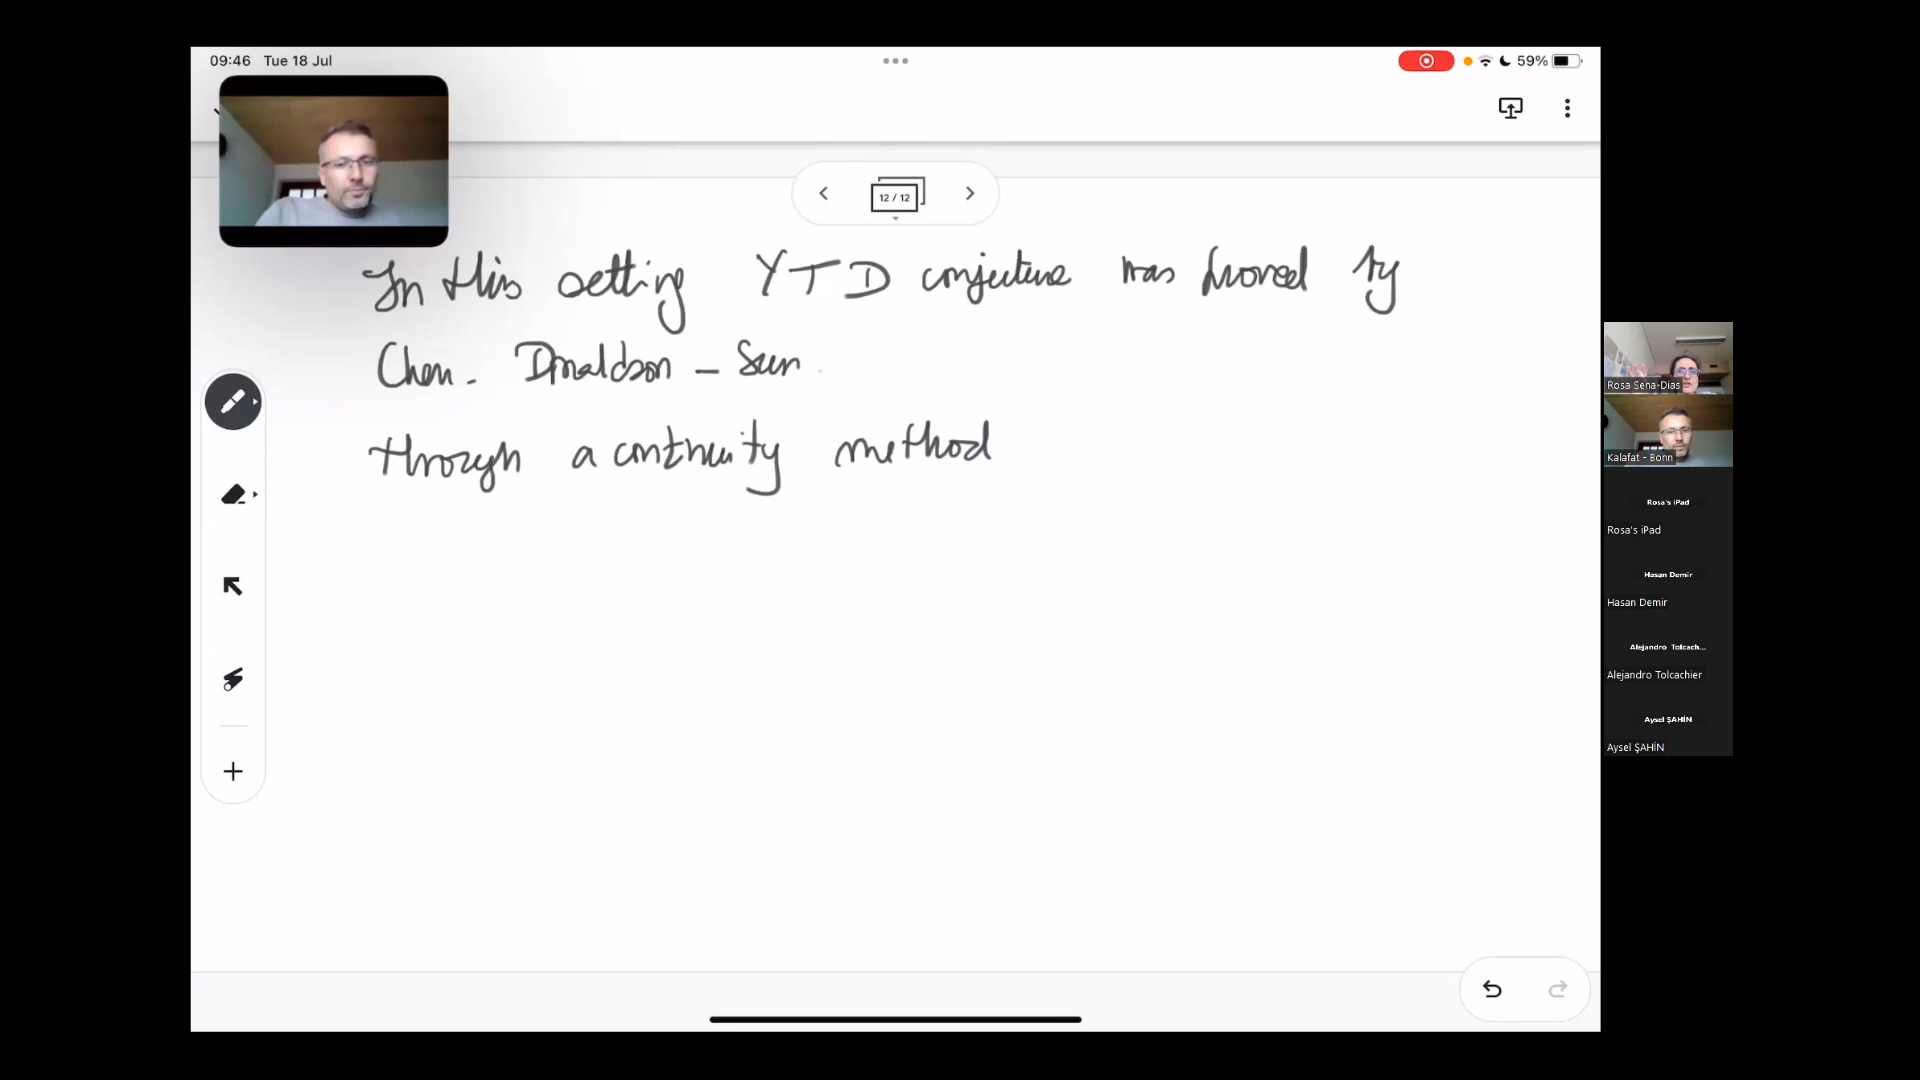 09:46 Tue 18 Jul
59%
12 / 12
In this setting YTD conjecture was proved by
Chen - Donaldson - Sun
through a continuity method
Rosa Sena-Dias
Kalafat - Bonn
Rosa's iPad
Rosa's iPad
Hasan Demir
Hasan Demir
Alejandro Tolcach...
Alejandro Tolcachier
Aysel ŞAHİN
Aysel ŞAHİN